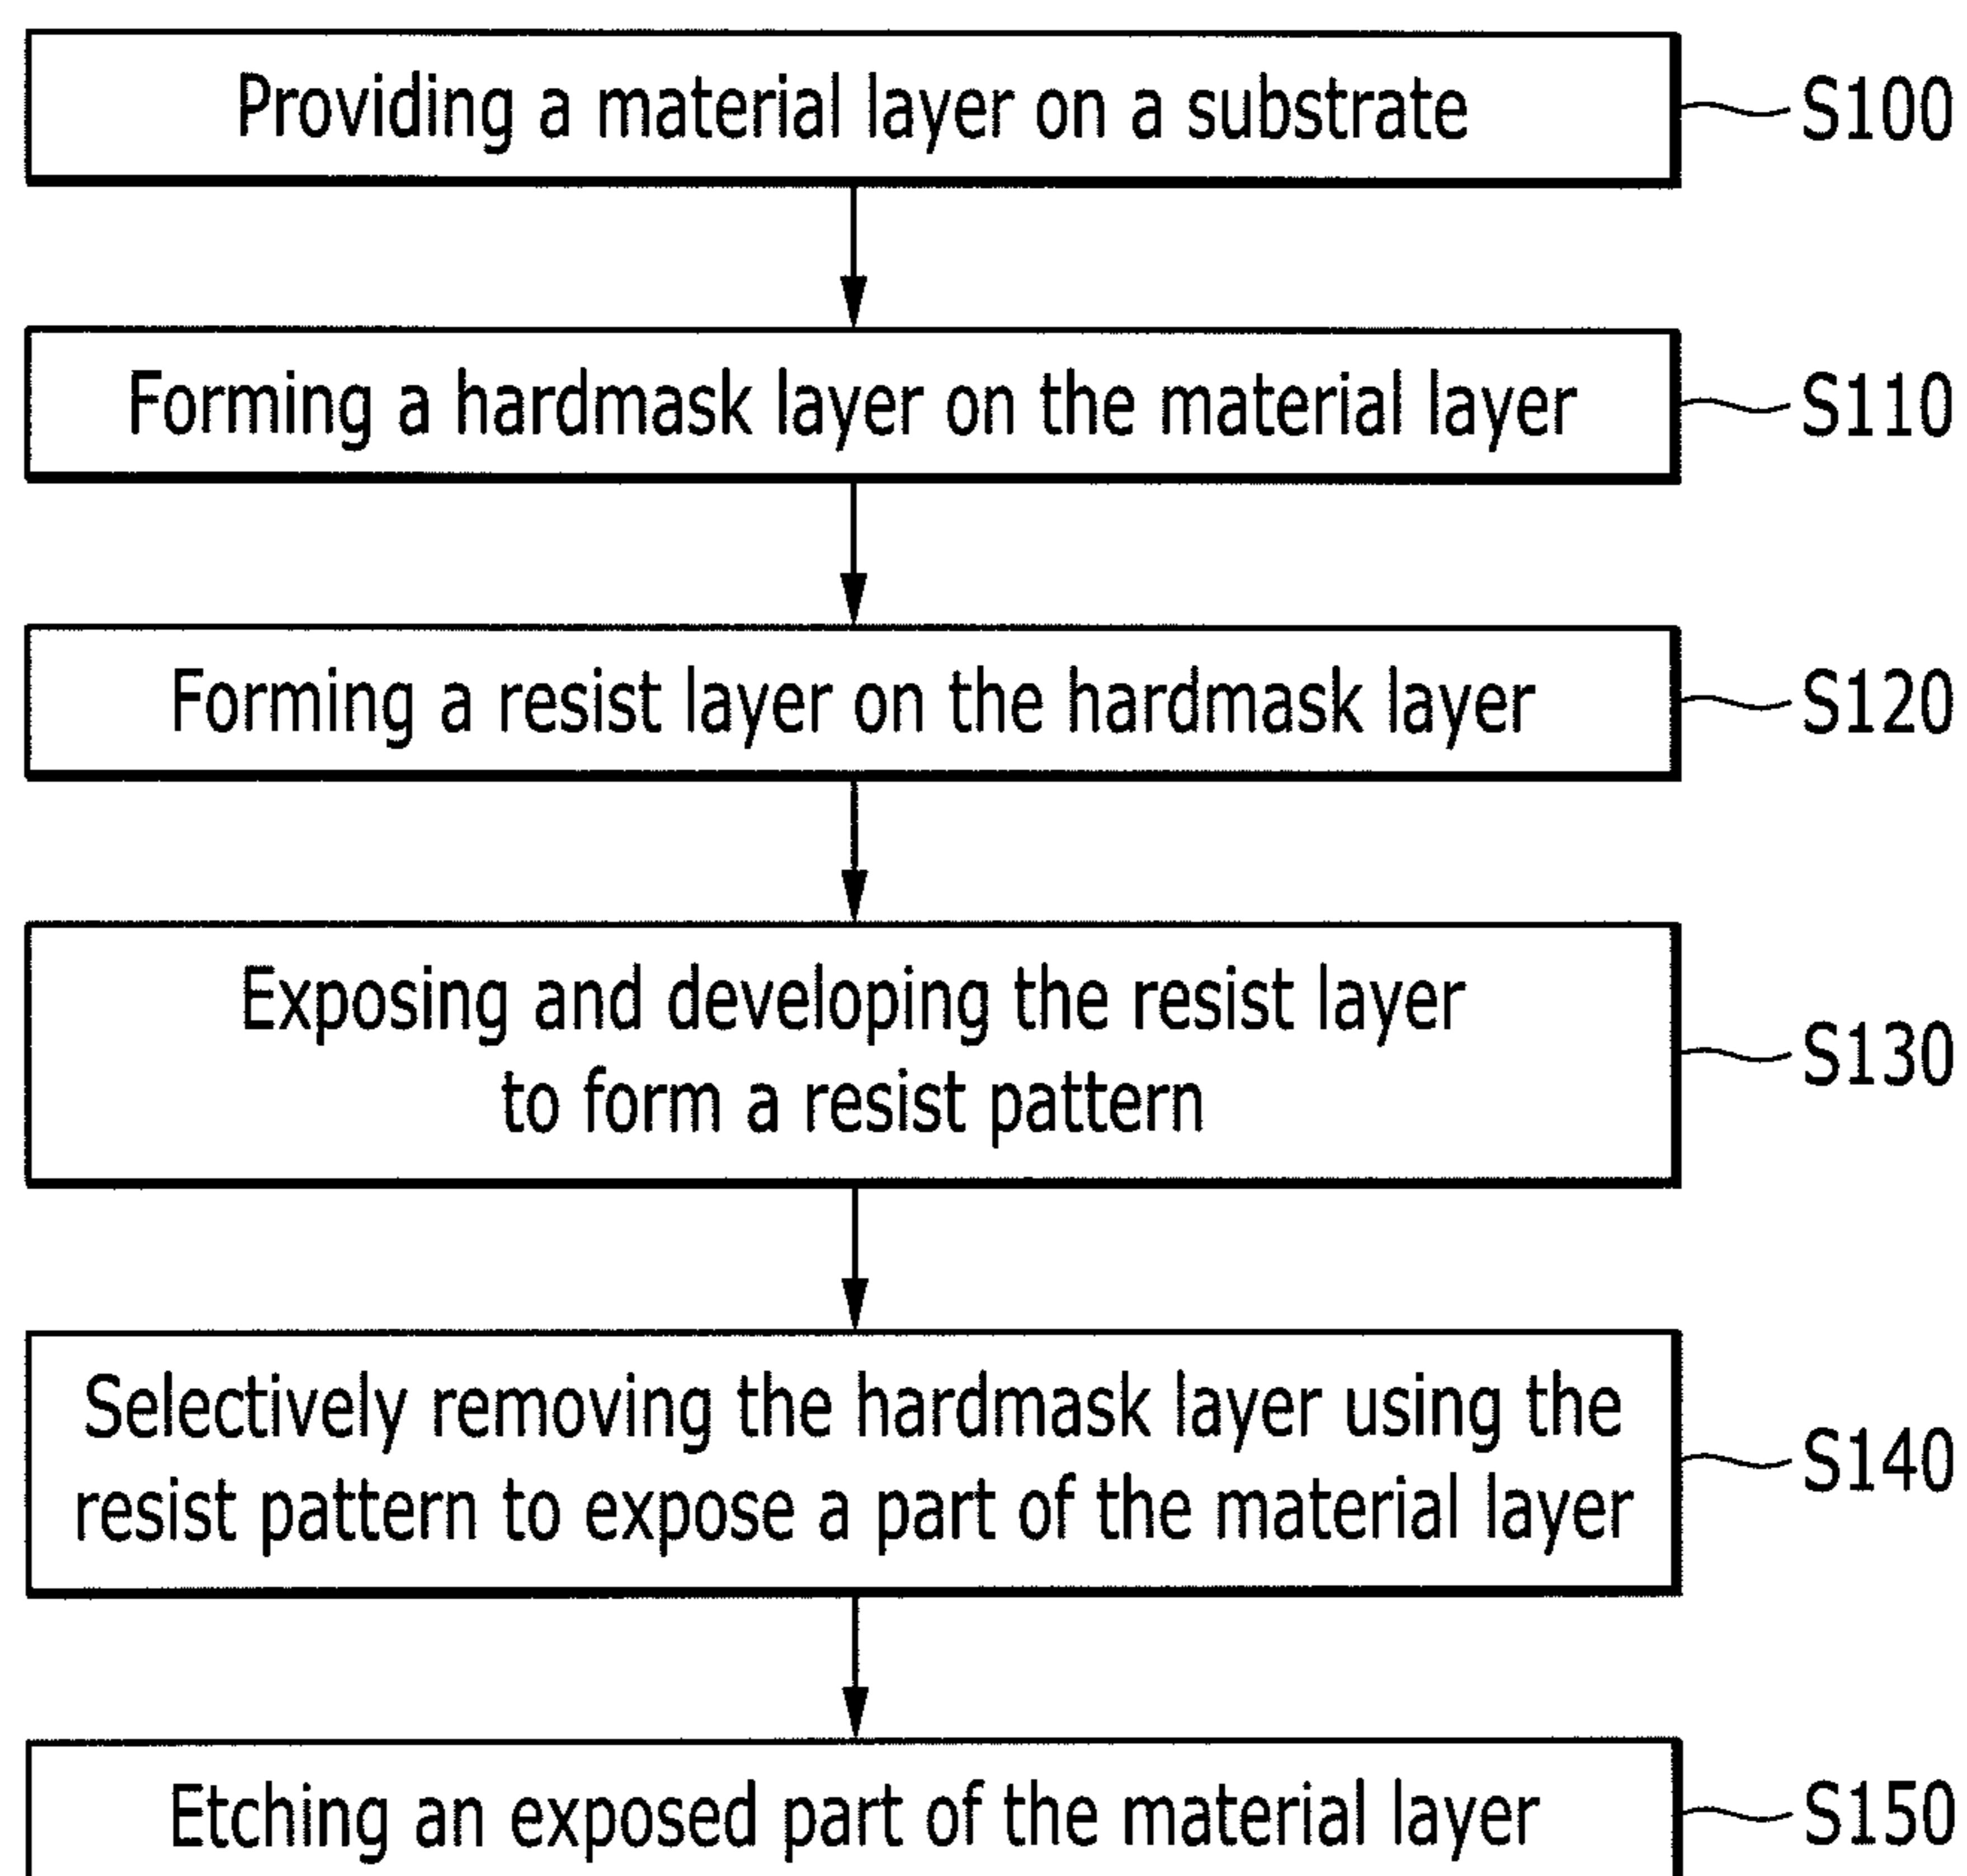 Providing a material layer on a substrate S100
Forming a hardmask layer on the material layer S110
Forming a resist layer on the hardmask layer S120
Exposing and developing the resist layer
to form a resist pattern
S130
Selectively removing the hardmask layer using the
resist pattern to expose a part of the material layer
S140
Etching an exposed part of the material layer S150